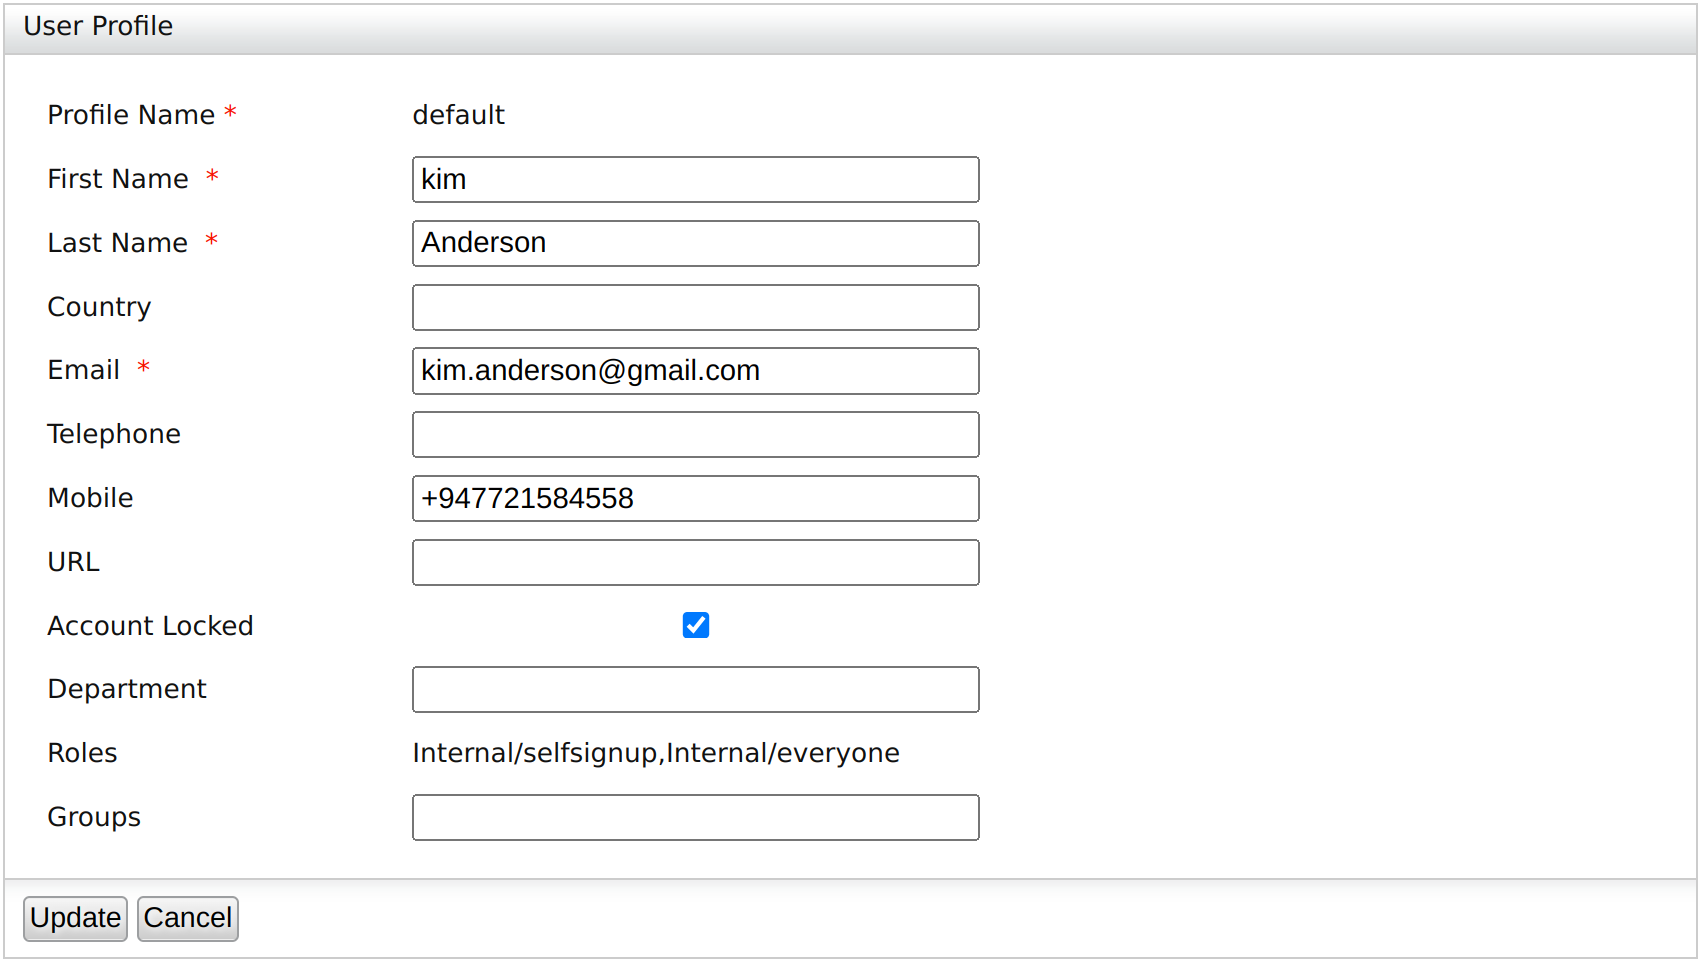 User Profile
Profile Name * default
First Name * kim
Last Name * Anderson
Country
Email * kim.anderson@gmail.com
Telephone
Mobile +947721584558
URL
Account Locked
Department
Roles Internal/selfsignup,Internal/everyone
Groups
Update Cancel